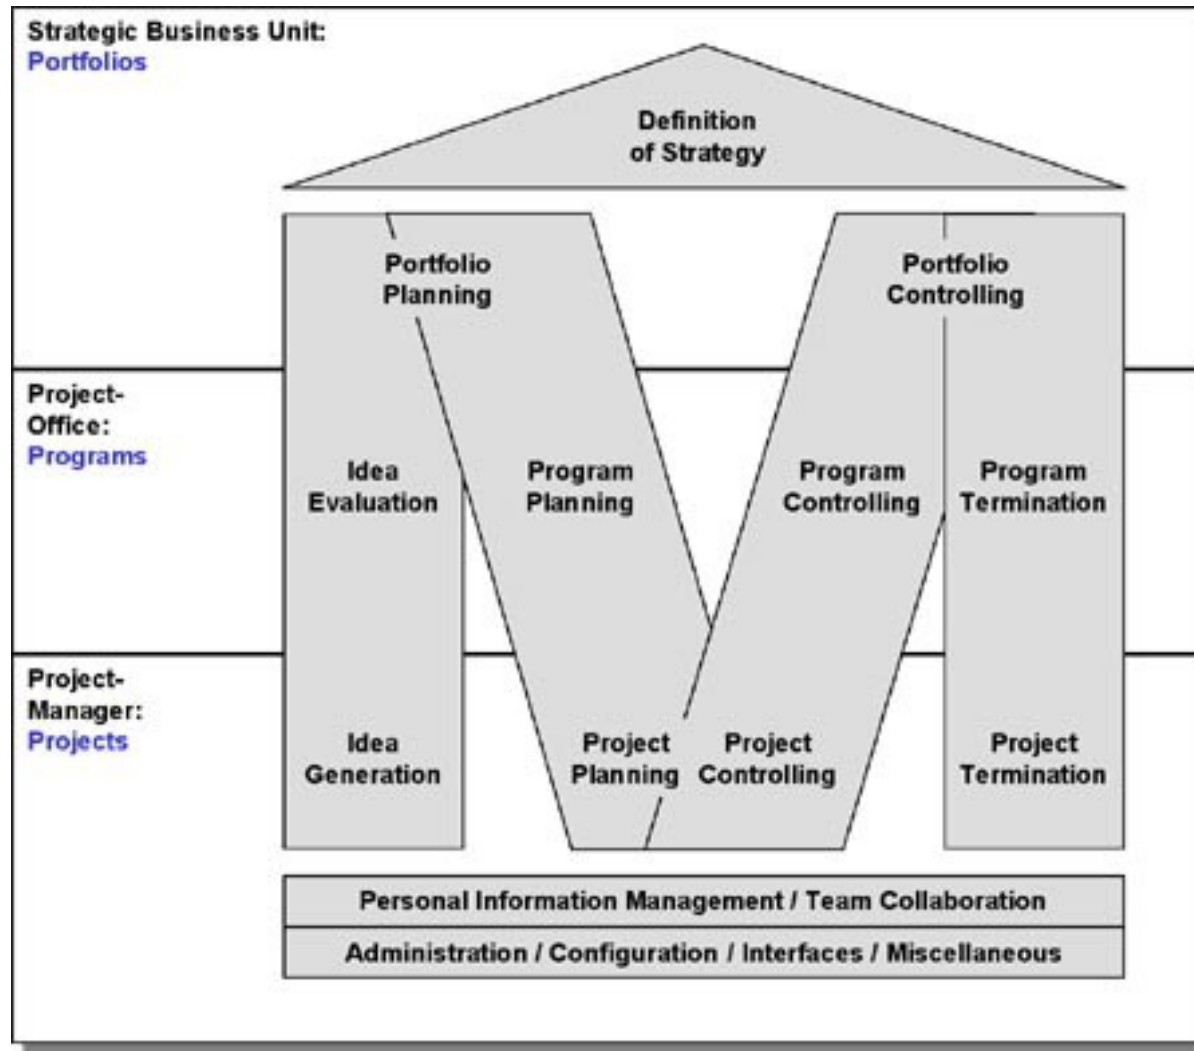 Strategic Business Unit:
Portfolios
Definition
of Strategy
Portfolio
Planning
Portfolio
Controlling
Project-
Office:
Programs
Idea
Evaluation
Program
Planning
Program
Controlling
Program
Termination
Project-
Manager:
Projects
Idea
Generation
Project
Planning
Project
Controlling
Project
Termination
Personal Information Management / Team Collaboration
Administration / Configuration / Interfaces / Miscellaneous